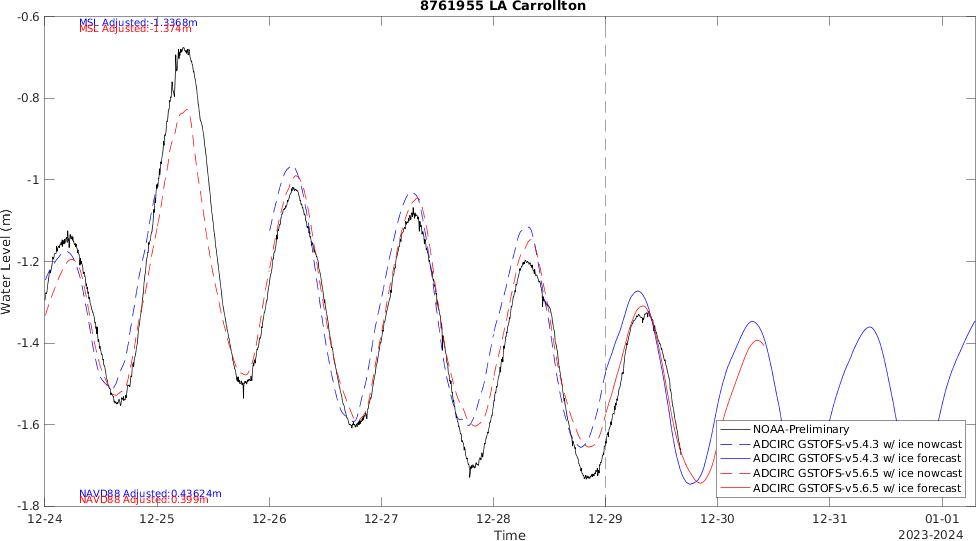 8761955 LA Carrollton
MSL Adjusted:-1.3368m
MSL Adjusted:-1.374m
-0.6
-0.8
-1
-1.2
-1.4
-1.6
-1.8
Water Level (m)
NAVD88 Adjusted:0.43624m
NAVD88 Adjusted:0.399m
NOAA-Preliminary
ADCIRC GSTOFS-v5.4.3 w/ ice nowcast
ADCIRC GSTOFS-v5.4.3 w/ ice forecast
ADCIRC GSTOFS-v5.6.5 w/ ice nowcast
ADCIRC GSTOFS-v5.6.5 w/ ice forecast
12-24 12-25 12-26 12-27 12-28 12-29 12-30 12-31 01-01
Time
2023-2024